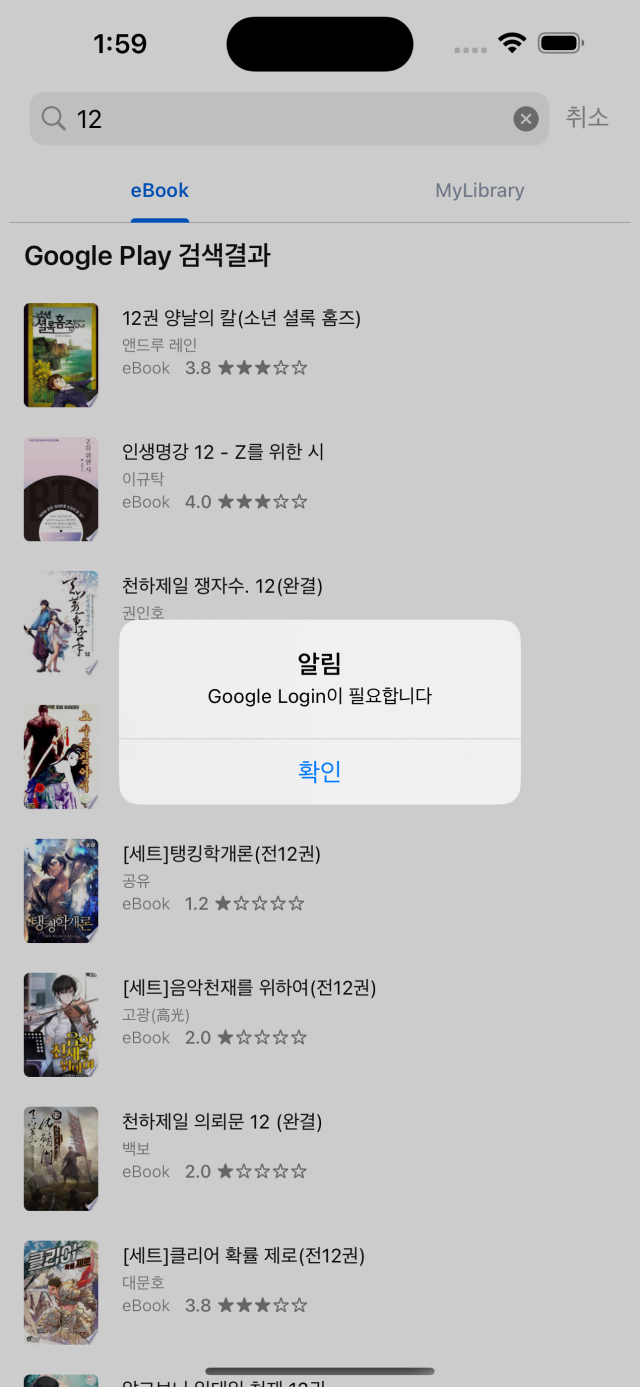 1:59
12
취소
eBook
MyLibrary
Google Play 검색결과
12권 양날의 칼(소년 셜록 홈즈)
앤드루 레인
eBook 3.8 ★★★☆☆
인생명강 12 - Z를 위한 시
이규탁
eBook 4.0 ★★★☆☆
천하제일 쟁자수. 12(완결)
권인호
알림
Google Login이 필요합니다
확인
[세트]탱킹학개론(전12권)
공유
eBook 1.2 ★☆☆☆☆
[세트]음악천재를 위하여(전12권)
고광(高光)
eBook 2.0 ★☆☆☆☆
천하제일 의뢰문 12 (완결)
백보
eBook 2.0 ★☆☆☆☆
[세트]클리어 확률 제로(전12권)
대문호
eBook 3.8 ★★★☆☆